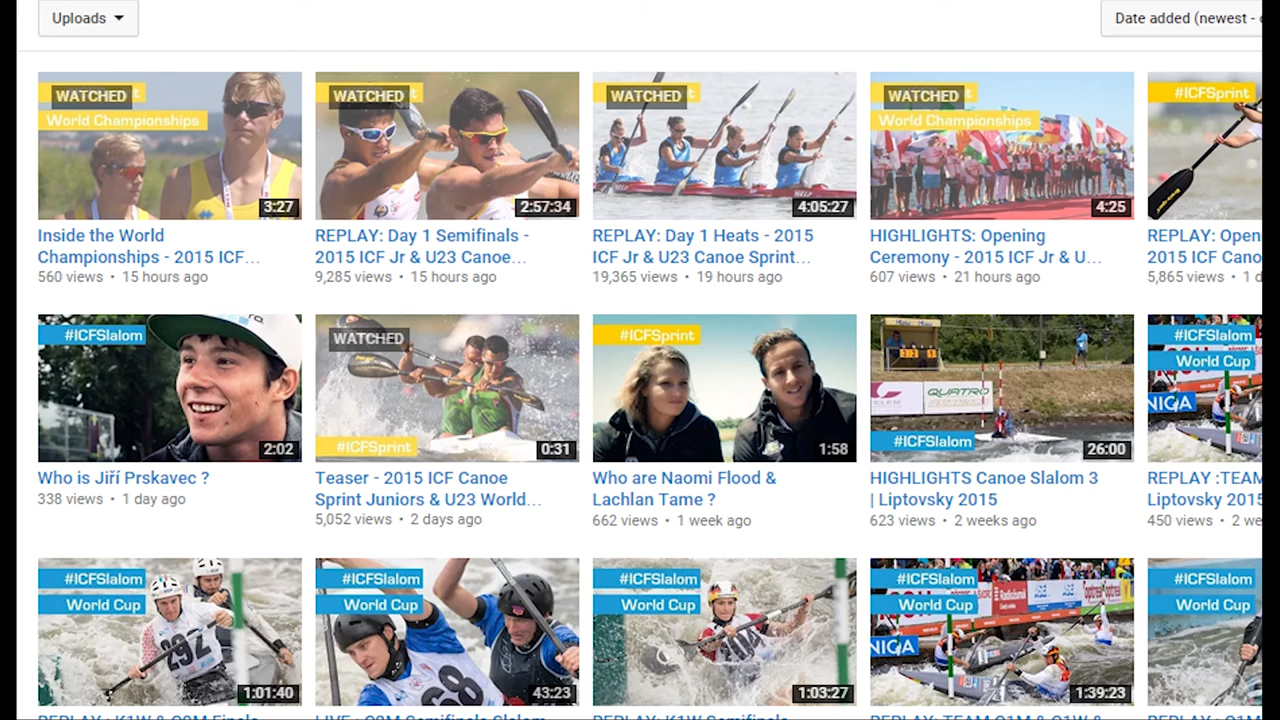 Uploads
Date added (newest -
WATCHED
World Championships
3:27
WATCHED
2:57:34
WATCHED
4:05:27
WATCHED
World Championships
4:25
#ICFSprint
Inside the World
Championships - 2015 ICF...
560 views • 15 hours ago
REPLAY: Day 1 Semifinals -
2015 ICF Jr & U23 Canoe...
9,285 views • 15 hours ago
REPLAY: Day 1 Heats - 2015
ICF Jr & U23 Canoe Sprint...
19,365 views • 19 hours ago
HIGHLIGHTS: Opening
Ceremony - 2015 ICF Jr & U...
607 views • 21 hours ago
REPLAY: Open
2015 ICF Cano
5,865 views • 1 d
#ICFSlalom
2:02
WATCHED
#ICFSprint
0:31
#ICFSprint
1:58
QUATRO
#ICFSlalom
26:00
#ICFSlalom
World Cup
NIGA
Who is Jiří Prskavec ?
338 views • 1 day ago
Teaser - 2015 ICF Canoe
Sprint Juniors & U23 World...
5,052 views • 2 days ago
Who are Naomi Flood &
Lachlan Tame ?
662 views • 1 week ago
HIGHLIGHTS Canoe Slalom 3
| Liptovsky 2015
623 views • 2 weeks ago
REPLAY :TEAM
Liptovsky 2015
450 views • 2 we
#ICFSlalom
World Cup
292
1:01:40
#ICFSlalom
World Cup
68
43:23
#ICFSlalom
World Cup
1:03:27
#ICFSlalom
World Cup
NIGA
1:39:23
#ICFSlalom
World Cup